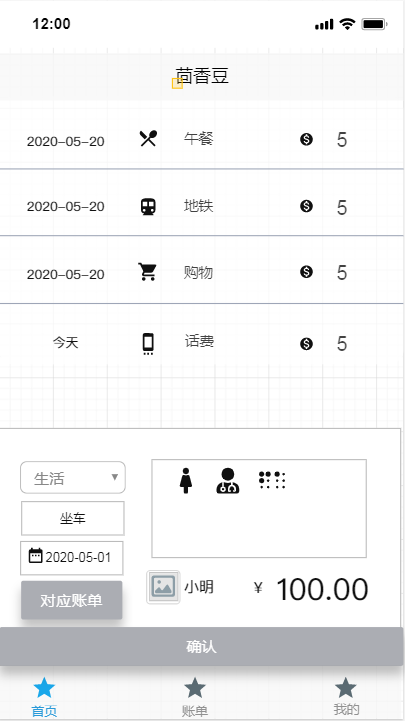 12:00
茴香豆
2020-05-20 午餐 5
2020-05-20 地铁 5
2020-05-20 购物 5
今天 话费 5
生活
坐车
2020-05-01
对应账单
小明 ¥ 100.00
确认
首页 账单 我的